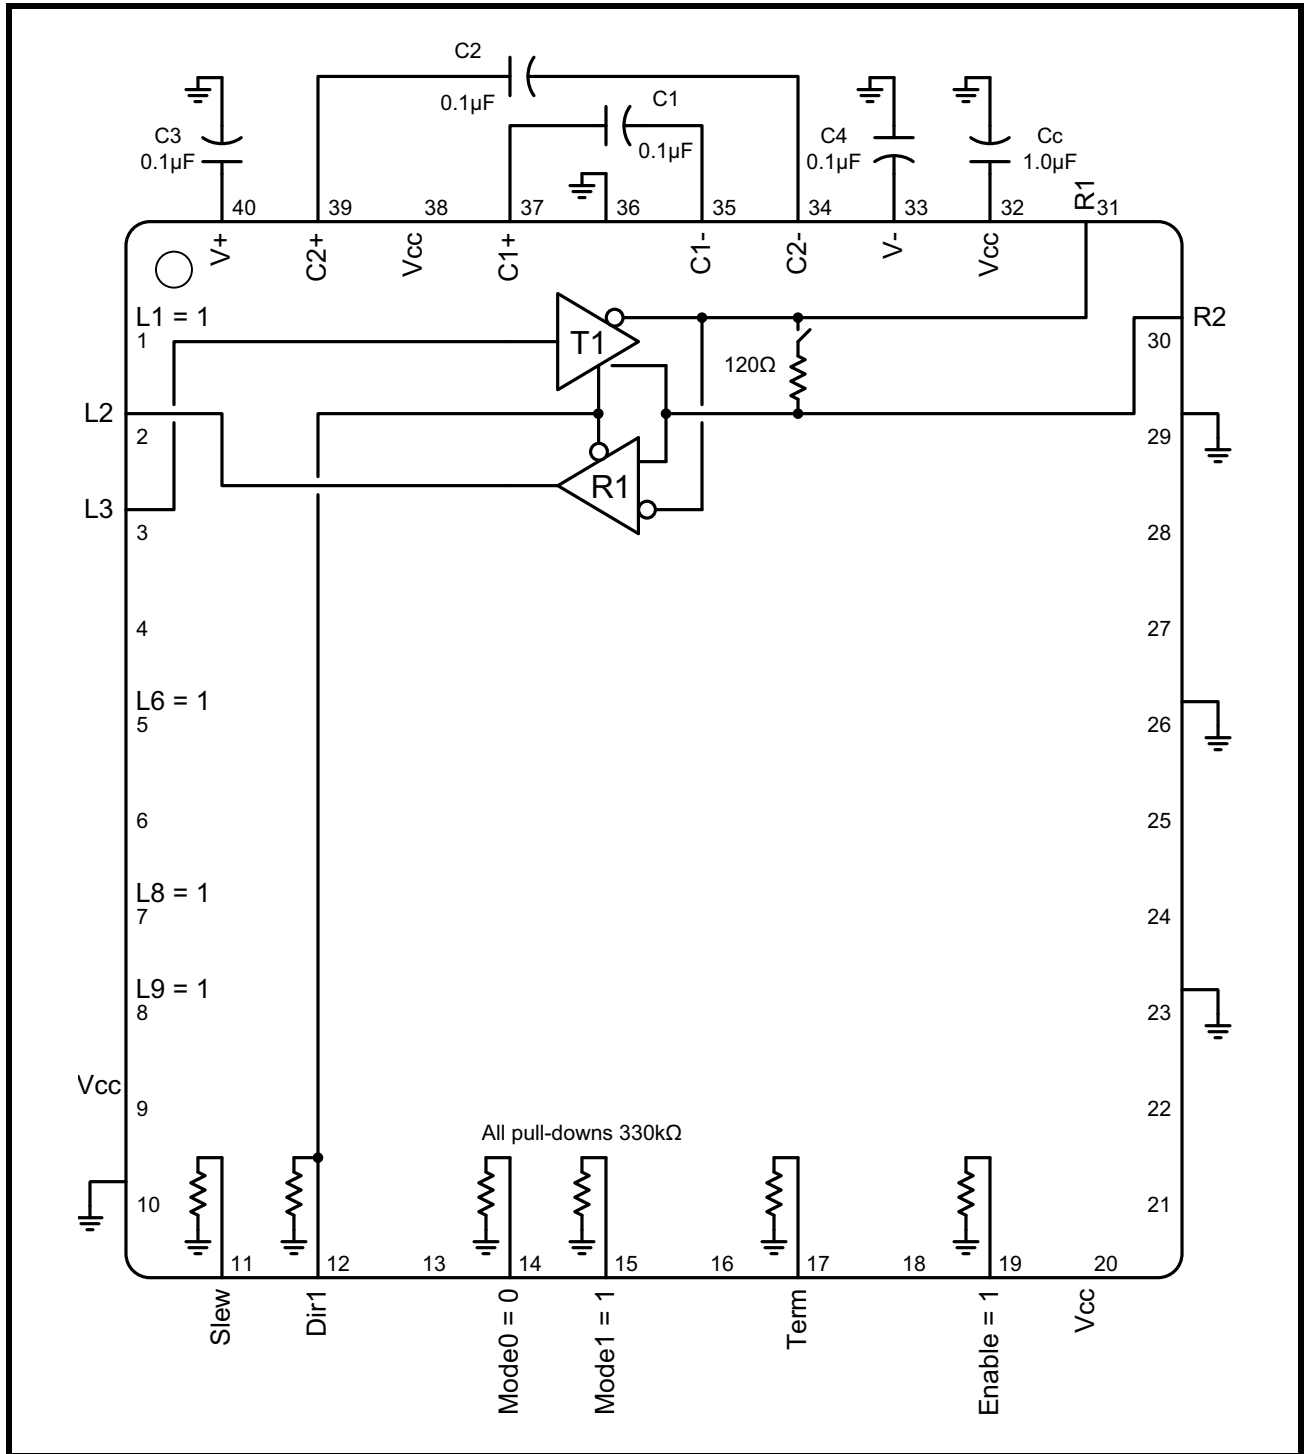 C2
0.1µF
C1
0.1µF
C3
0.1µF
C4
0.1µF
Cc
1.0µF
40
39
38
37
36
35
34
33
32
R1
31
V+
C2+
Vcc
C1+
C1-
C2-
V-
Vcc
L1 = 1
1
T1
120Ω
R2
30
L2
2
29
R1
L3
3
28
4
27
L6 = 1
5
26
6
25
L8 = 1
7
24
L9 = 1
8
23
Vcc
9
22
All pull-downs 330kΩ
10
21
11
12
13
14
15
16
17
18
19
20
Slew
Dir1
Mode0 = 0
Mode1 = 1
Term
Enable = 1
Vcc